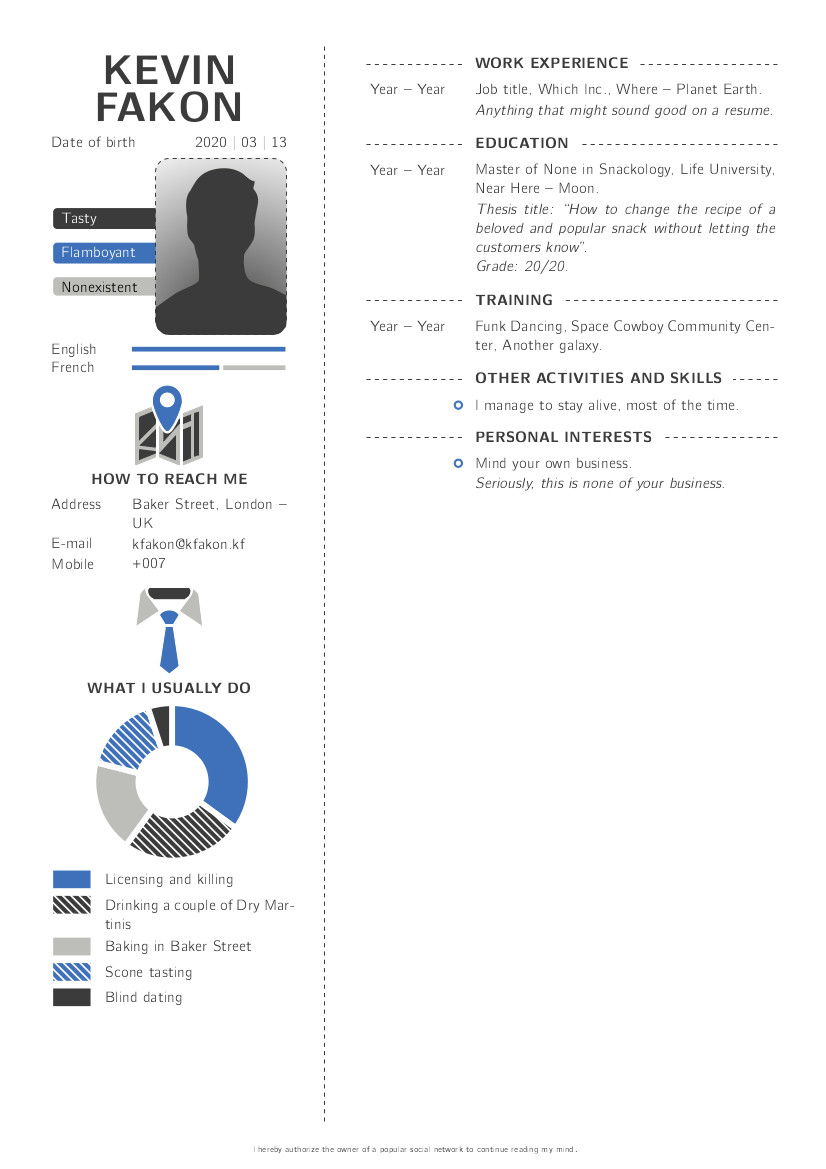 KEVIN
FAKON
Date of birth 2020 | 03 | 13
Tasty
Flamboyant
Nonexistent
English
French
HOW TO REACH ME
Address Baker Street, London –
UK
E-mail kfakon@kfakon.kf
Mobile +007
WHAT I USUALLY DO
Licensing and killing
Drinking a couple of Dry Mar-
tinis
Baking in Baker Street
Scone tasting
Blind dating
WORK EXPERIENCE
Year – Year Job title, Which Inc., Where – Planet Earth.
Anything that might sound good on a resume.
EDUCATION
Year – Year Master of None in Snackology, Life University,
Near Here – Moon.
Thesis title: “How to change the recipe of a
beloved and popular snack without letting the
customers know”.
Grade: 20/20.
TRAINING
Year – Year Funk Dancing, Space Cowboy Community Cen-
ter, Another galaxy.
OTHER ACTIVITIES AND SKILLS
I manage to stay alive, most of the time.
PERSONAL INTERESTS
Mind your own business.
Seriously, this is none of your business.
I hereby authorize the owner of a popular social network to continue reading my mind.